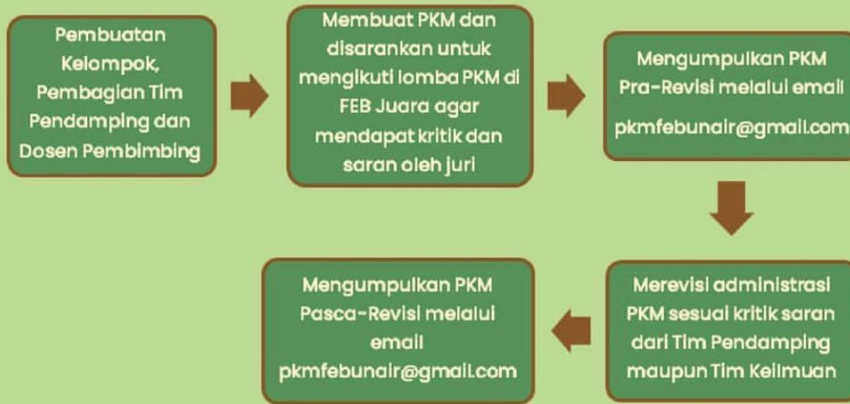 Pembuatan
Kelompok,
Pembagian Tim
Pendamping dan
Dosen Pembimbing
Membuat PKM dan
disarankan untuk
mengikuti lomba PKM di
FEB Juara agar
mendapat kritik dan
saran oleh juri
Mengumpulkan PKM
Pra-Revisi melalui email
pkmfebunair@gmail.com
Merevisi administrasi
PKM sesuai kritik saran
dari Tim Pendamping
maupun Tim Keilmuan
Mengumpulkan PKM
Pasca-Revisi melalui
email
pkmfebunair@gmail.com